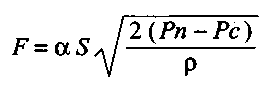 F = α S √(2 (Pn − Pc) / ρ)